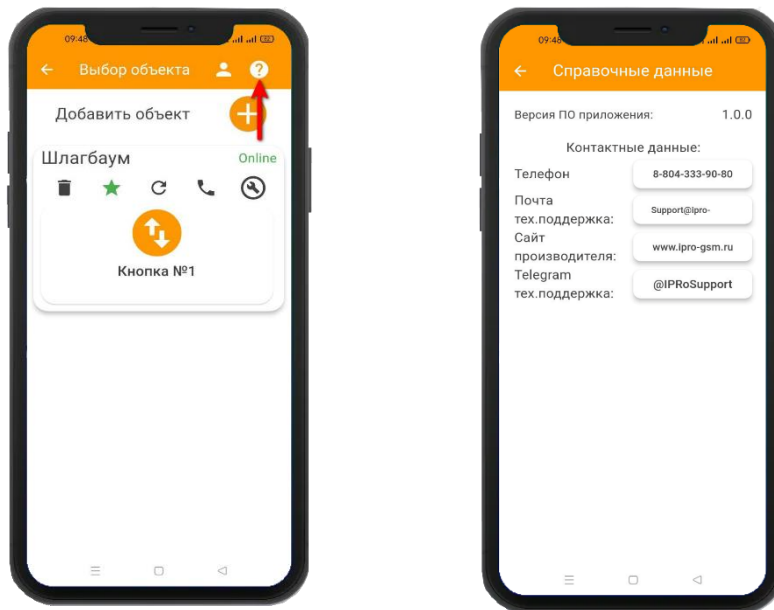 09:48
Выбор объекта
Добавить объект
Шлагбаум
Online
Кнопка №1
09:48
Справочные данные
Версия ПО приложения: 1.0.0
Контактные данные:
Телефон
8-804-333-90-80
Почта
тех.поддержка:
Support@ipro-
Сайт
производителя:
www.ipro-gsm.ru
Telegram
тех.поддержка:
@IPRoSupport